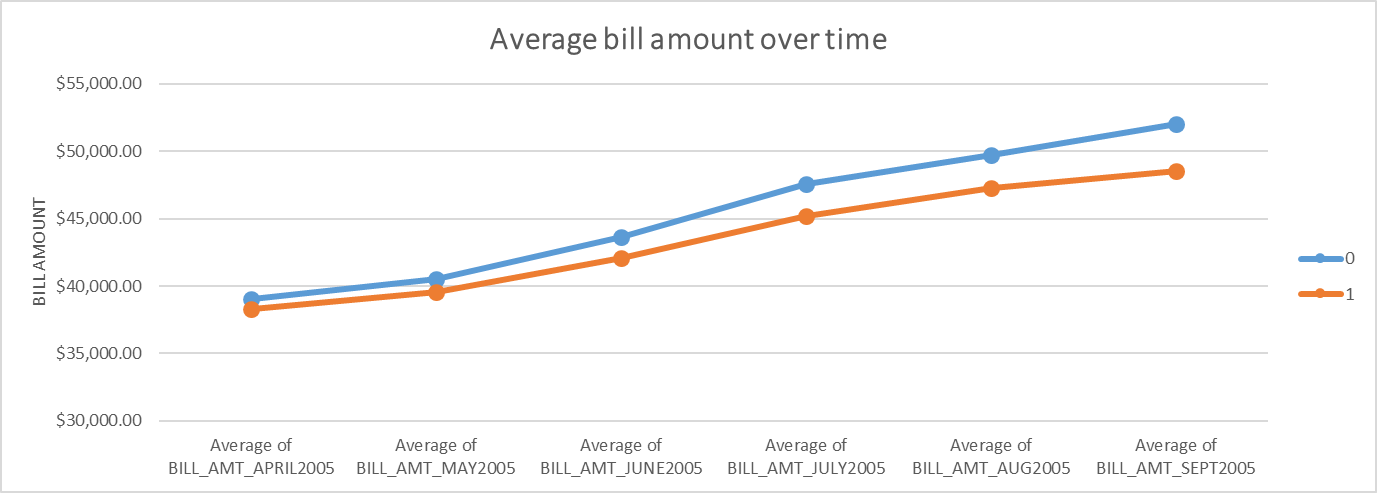 Average bill amount over time
$55,000.00
$50,000.00
$45,000.00
$40,000.00
$35,000.00
$30,000.00
BILL AMOUNT
Average of
BILL_AMT_APRIL2005
Average of
BILL_AMT_MAY2005
Average of
BILL_AMT_JUNE2005
Average of
BILL_AMT_JULY2005
Average of
BILL_AMT_AUG2005
Average of
BILL_AMT_SEPT2005
0
1